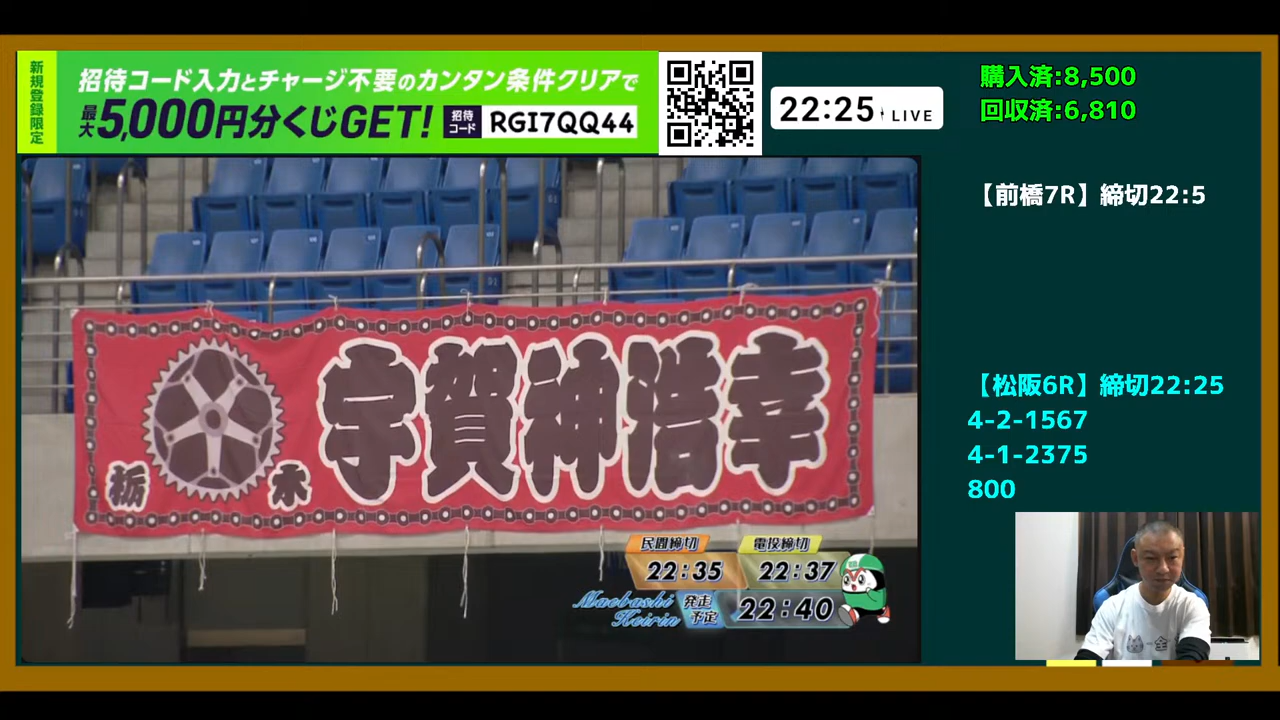 新規登録限定
招待コード入力とチャージ不要のカンタン条件クリアで
最大5,000円分くじGET!
招待コード RGI7QQ44
22:25 LIVE
購入済:8,500
回収済:6,810
【前橋7R】締切22:5
【松阪6R】締切22:25
4-2-1567
4-1-2375
800
栃木 宇賀神浩幸
民間締切 電投締切
22:35 22:37
Maebashi Keirin 発走予定 22:40